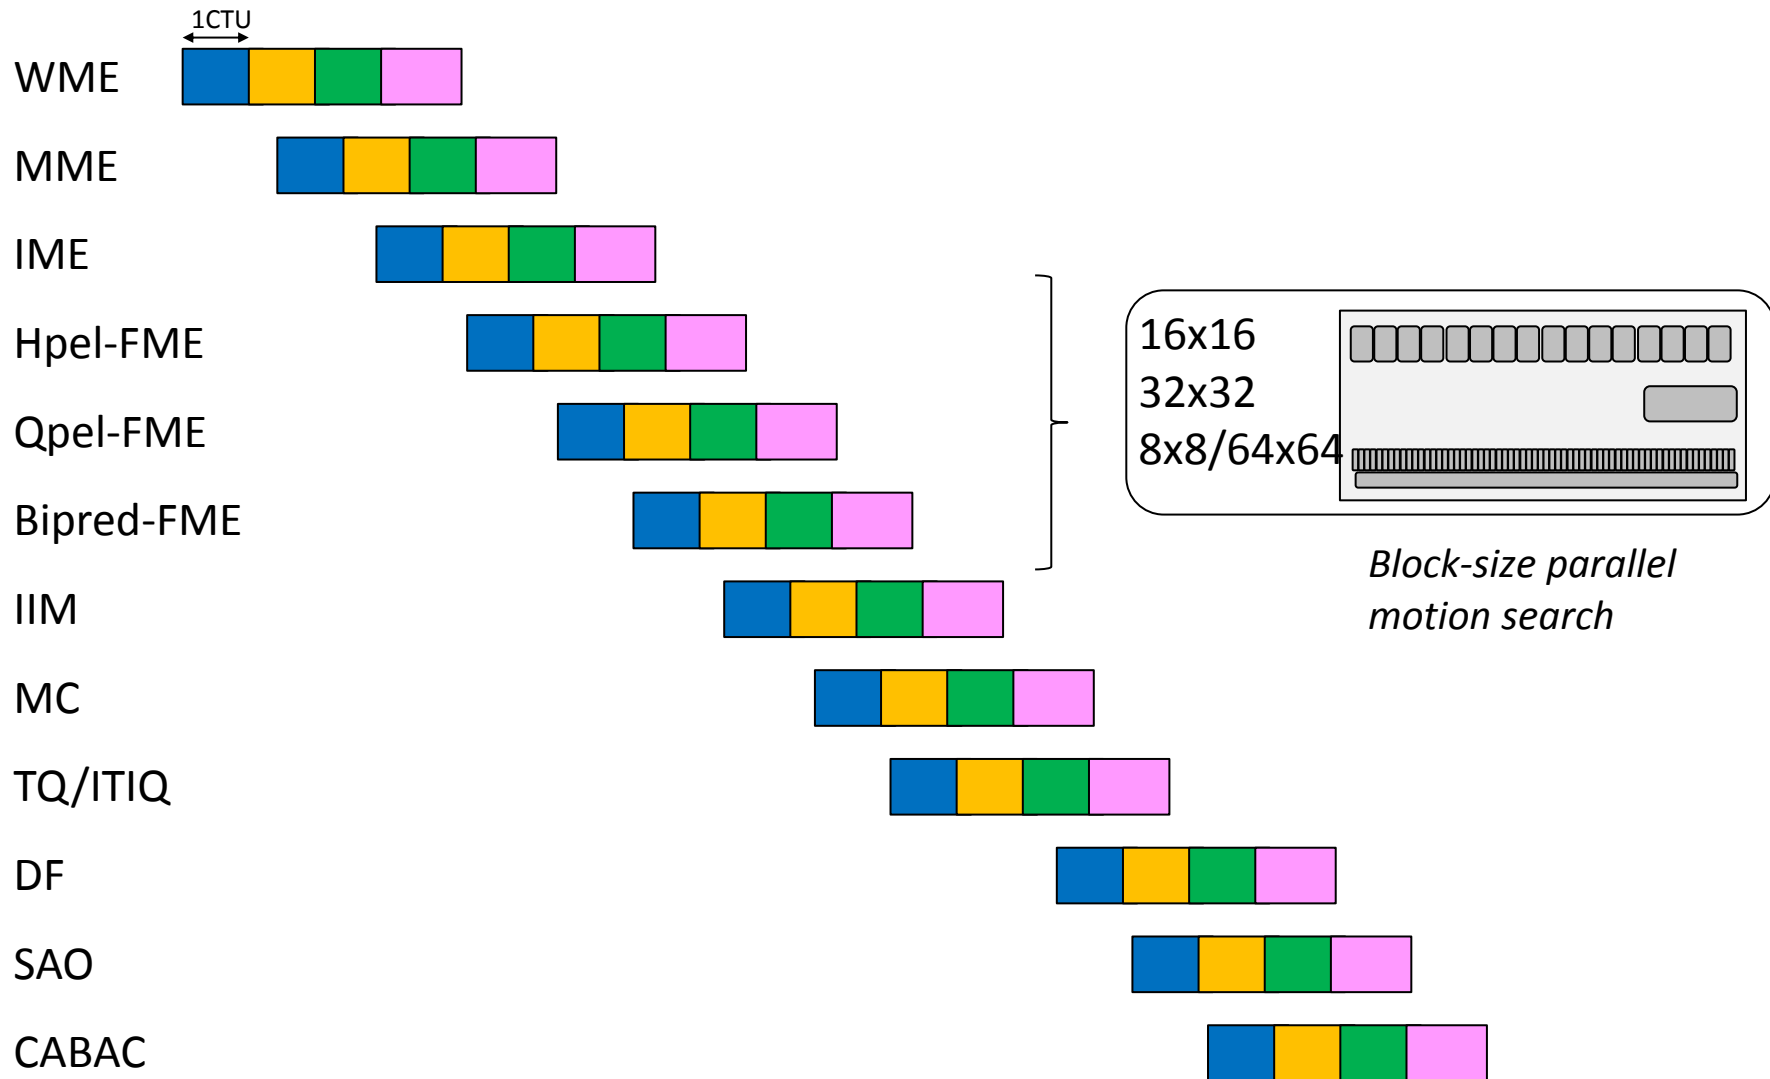 1CTU
WME
MME
IME
Hpel-FME
16x16
32x32
Qpel-FME
8x8/64x64
Bipred-FME
Block-size parallel
motion search
IIM
MC
TQ/ITIQ
DF
SAO
CABAC